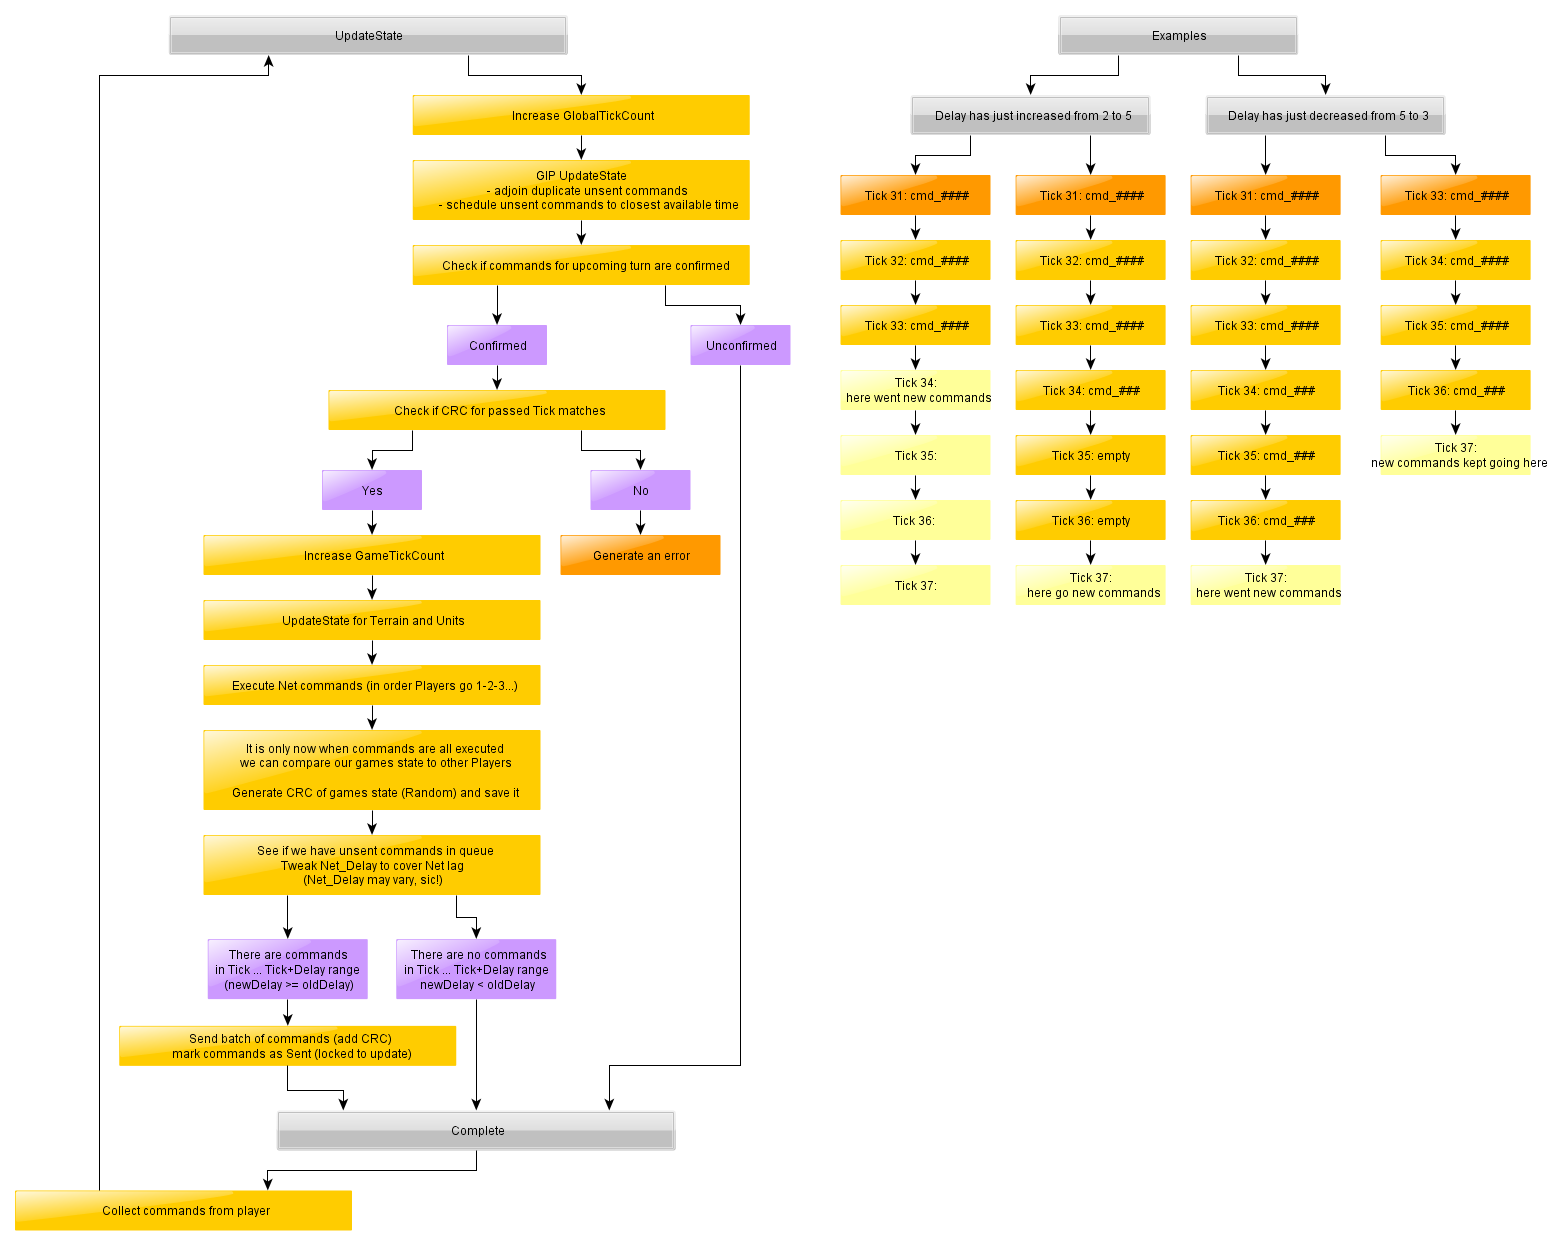 UpdateState
Increase GlobalTickCount
GIP UpdateState
- adjoin duplicate unsent commands
- schedule unsent commands to closest available time
Check if commands for upcoming turn are confirmed
Confirmed
Unconfirmed
Check if CRC for passed Tick matches
Yes
No
Increase GameTickCount
Generate an error
UpdateState for Terrain and Units
Execute Net commands (in order Players go 1-2-3...)
It is only now when commands are all executed
we can compare our games state to other Players
Generate CRC of games state (Random) and save it
See if we have unsent commands in queue
Tweak Net_Delay to cover Net lag
(Net_Delay may vary, sic!)
There are commands
in Tick ... Tick+Delay range
(newDelay >= oldDelay)
There are no commands
in Tick ... Tick+Delay range
newDelay < oldDelay
Send batch of commands (add CRC)
mark commands as Sent (locked to update)
Complete
Collect commands from player
Examples
Delay has just increased from 2 to 5
Delay has just decreased from 5 to 3
Tick 31: cmd_####
Tick 32: cmd_####
Tick 33: cmd_####
Tick 34:
here went new commands
Tick 35:
Tick 36:
Tick 37:
Tick 31: cmd_####
Tick 32: cmd_####
Tick 33: cmd_####
Tick 34: cmd_###
Tick 35: empty
Tick 36: empty
Tick 37:
here go new commands
Tick 31: cmd_####
Tick 32: cmd_####
Tick 33: cmd_####
Tick 34: cmd_###
Tick 35: cmd_###
Tick 36: cmd_###
Tick 37:
here went new commands
Tick 33: cmd_####
Tick 34: cmd_####
Tick 35: cmd_####
Tick 36: cmd_###
Tick 37:
new commands kept going here